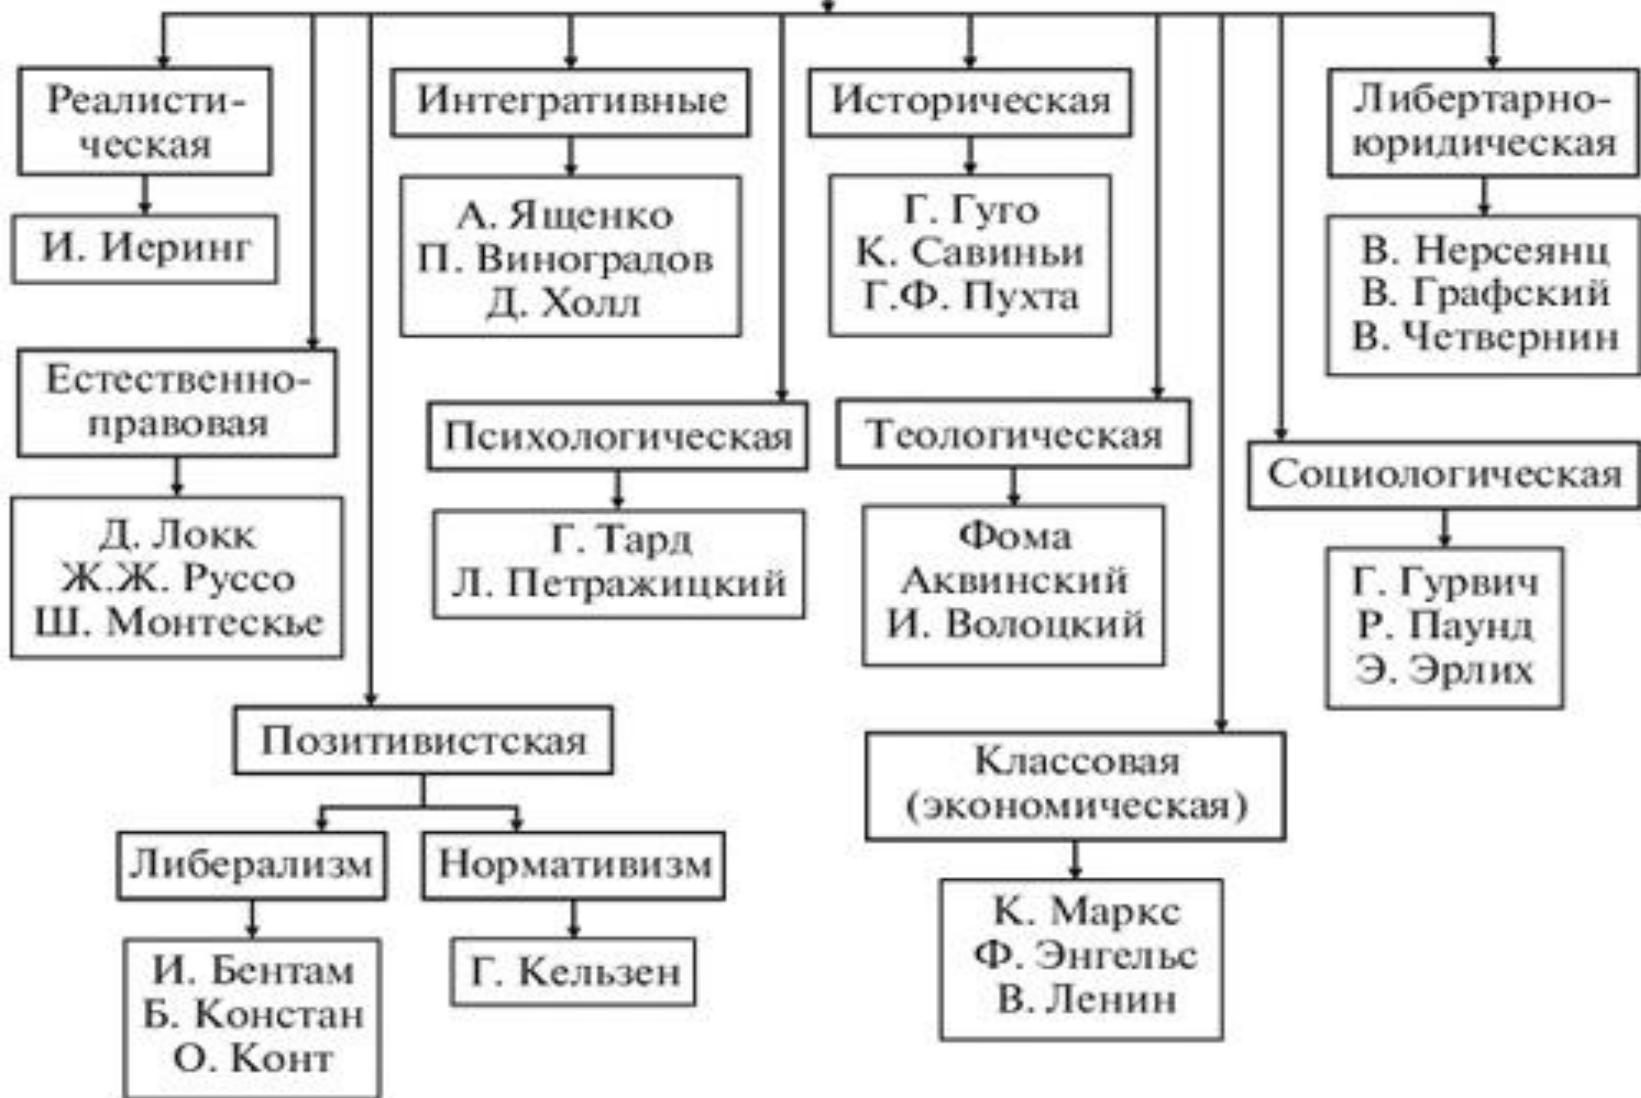 Реалисти-
ческая
И. Иеринг
Интегративные
А. Ященко
П. Виноградов
Д. Холл
Историческая
Г. Гуго
К. Савиньи
Г.Ф. Пухта
Либертарно-
юридическая
В. Нерсеянц
В. Графский
В. Четвернин
Естественно-
правовая
Д. Локк
Ж.Ж. Руссо
Ш. Монтескье
Психологическая
Г. Тард
Л. Петражицкий
Теологическая
Фома
Аквинский
И. Волоцкий
Социологическая
Г. Гурвич
Р. Паунд
Э. Эрлих
Позитивистская
Либерализм
И. Бентам
Б. Констан
О. Конт
Нормативизм
Г. Кельзен
Классовая
(экономическая)
К. Маркс
Ф. Энгельс
В. Ленин